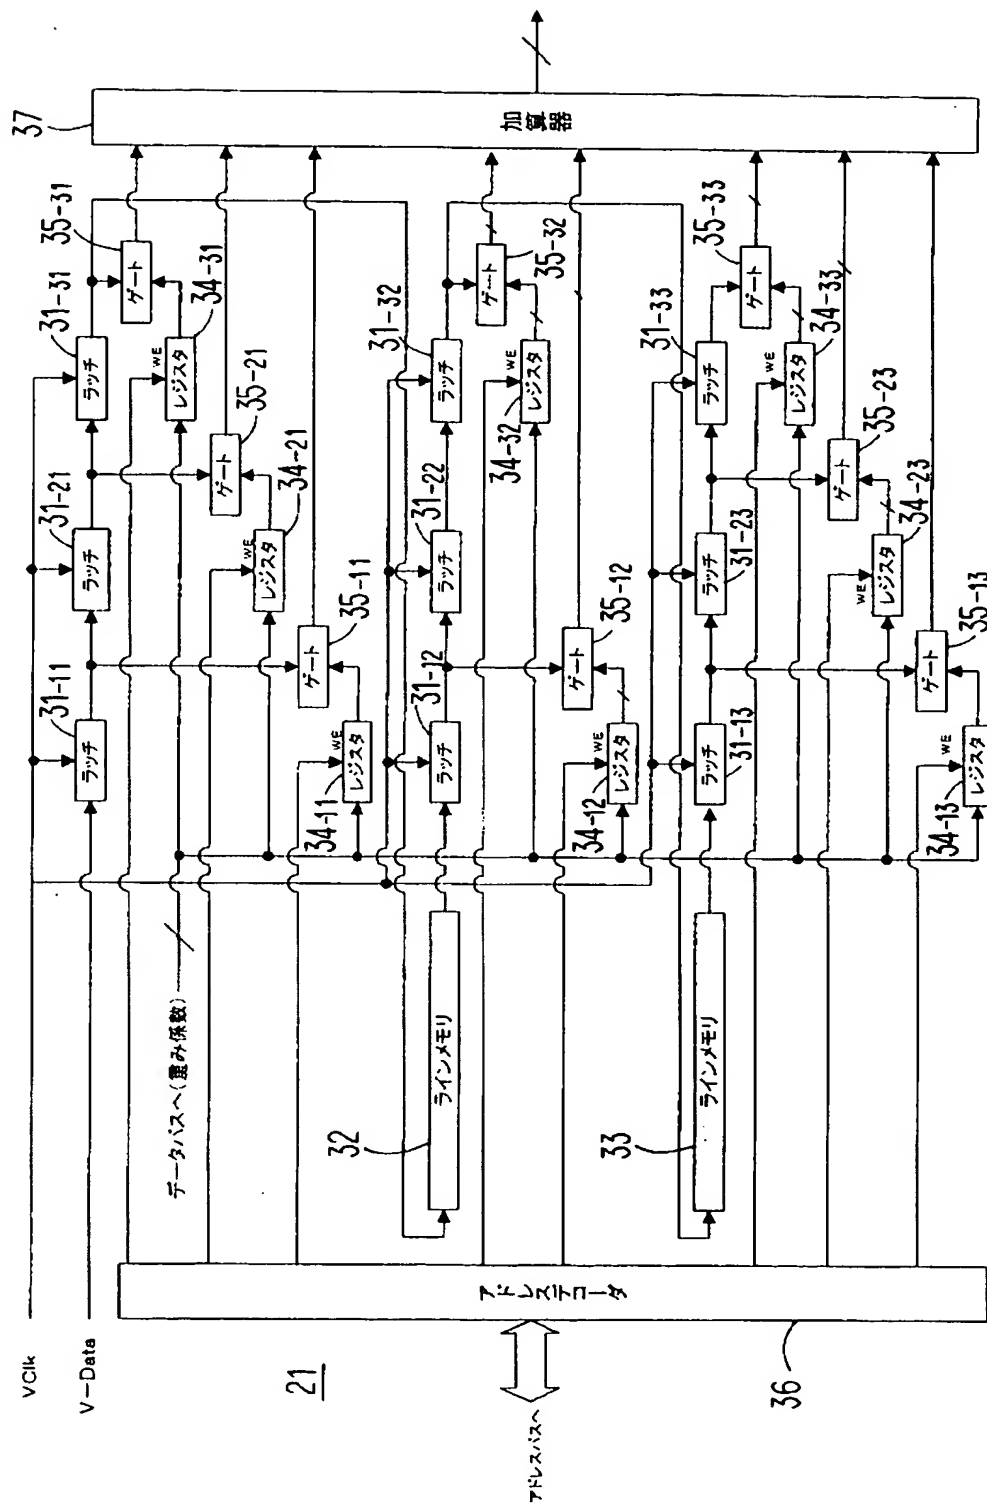 VClk
V-Data
21
アドレスバスへ
アドレスデコーダ
36
データバスへ(重み係数)
ラインメモリ
32
ラインメモリ
33
ラッチ
31-11
ラッチ
31-21
ラッチ
31-31
ゲート
35-31
WE
レジスタ
34-31
ゲート
35-21
WE
レジスタ
34-21
ゲート
35-11
WE
レジスタ
34-11
ラッチ
31-12
ラッチ
31-22
ラッチ
31-32
ゲート
35-32
WE
レジスタ
34-32
ゲート
35-12
WE
レジスタ
34-12
ラッチ
31-13
ラッチ
31-23
ラッチ
31-33
ゲート
35-33
WE
レジスタ
34-33
ゲート
35-23
WE
レジスタ
34-23
ゲート
35-13
WE
レジスタ
34-13
加算器
37